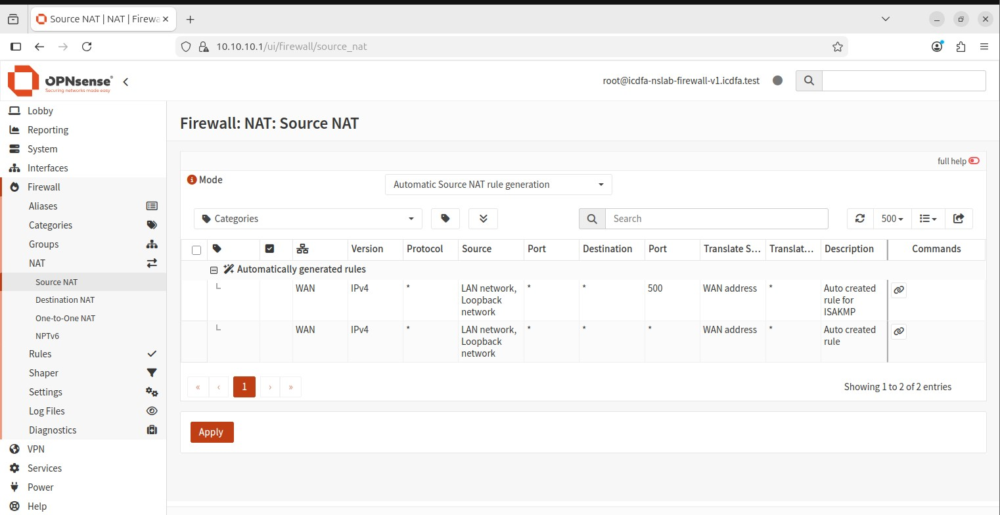 Source NAT | NAT | Firewa
10.10.10.1/ui/firewall/source_nat
OPNsense®
Securing networks made easy
root@icdfa-nslab-firewall-v1.icdfa.test
Lobby
Reporting
System
Interfaces
Firewall
Aliases
Categories
Groups
NAT
Source NAT
Destination NAT
One-to-One NAT
NPTv6
Rules
Shaper
Settings
Log Files
Diagnostics
VPN
Services
Power
Help
Firewall: NAT: Source NAT
full help
Mode
Automatic Source NAT rule generation
Categories
Search
500
Version Protocol Source Port Destination Port Translate S... Translat... Description Commands
Automatically generated rules
WAN IPv4 * LAN network, * * 500 WAN address * Auto created
Loopback rule for
network ISAKMP
WAN IPv4 * LAN network, * * * WAN address * Auto created
Loopback rule
network
« ‹ 1 › »
Showing 1 to 2 of 2 entries
Apply